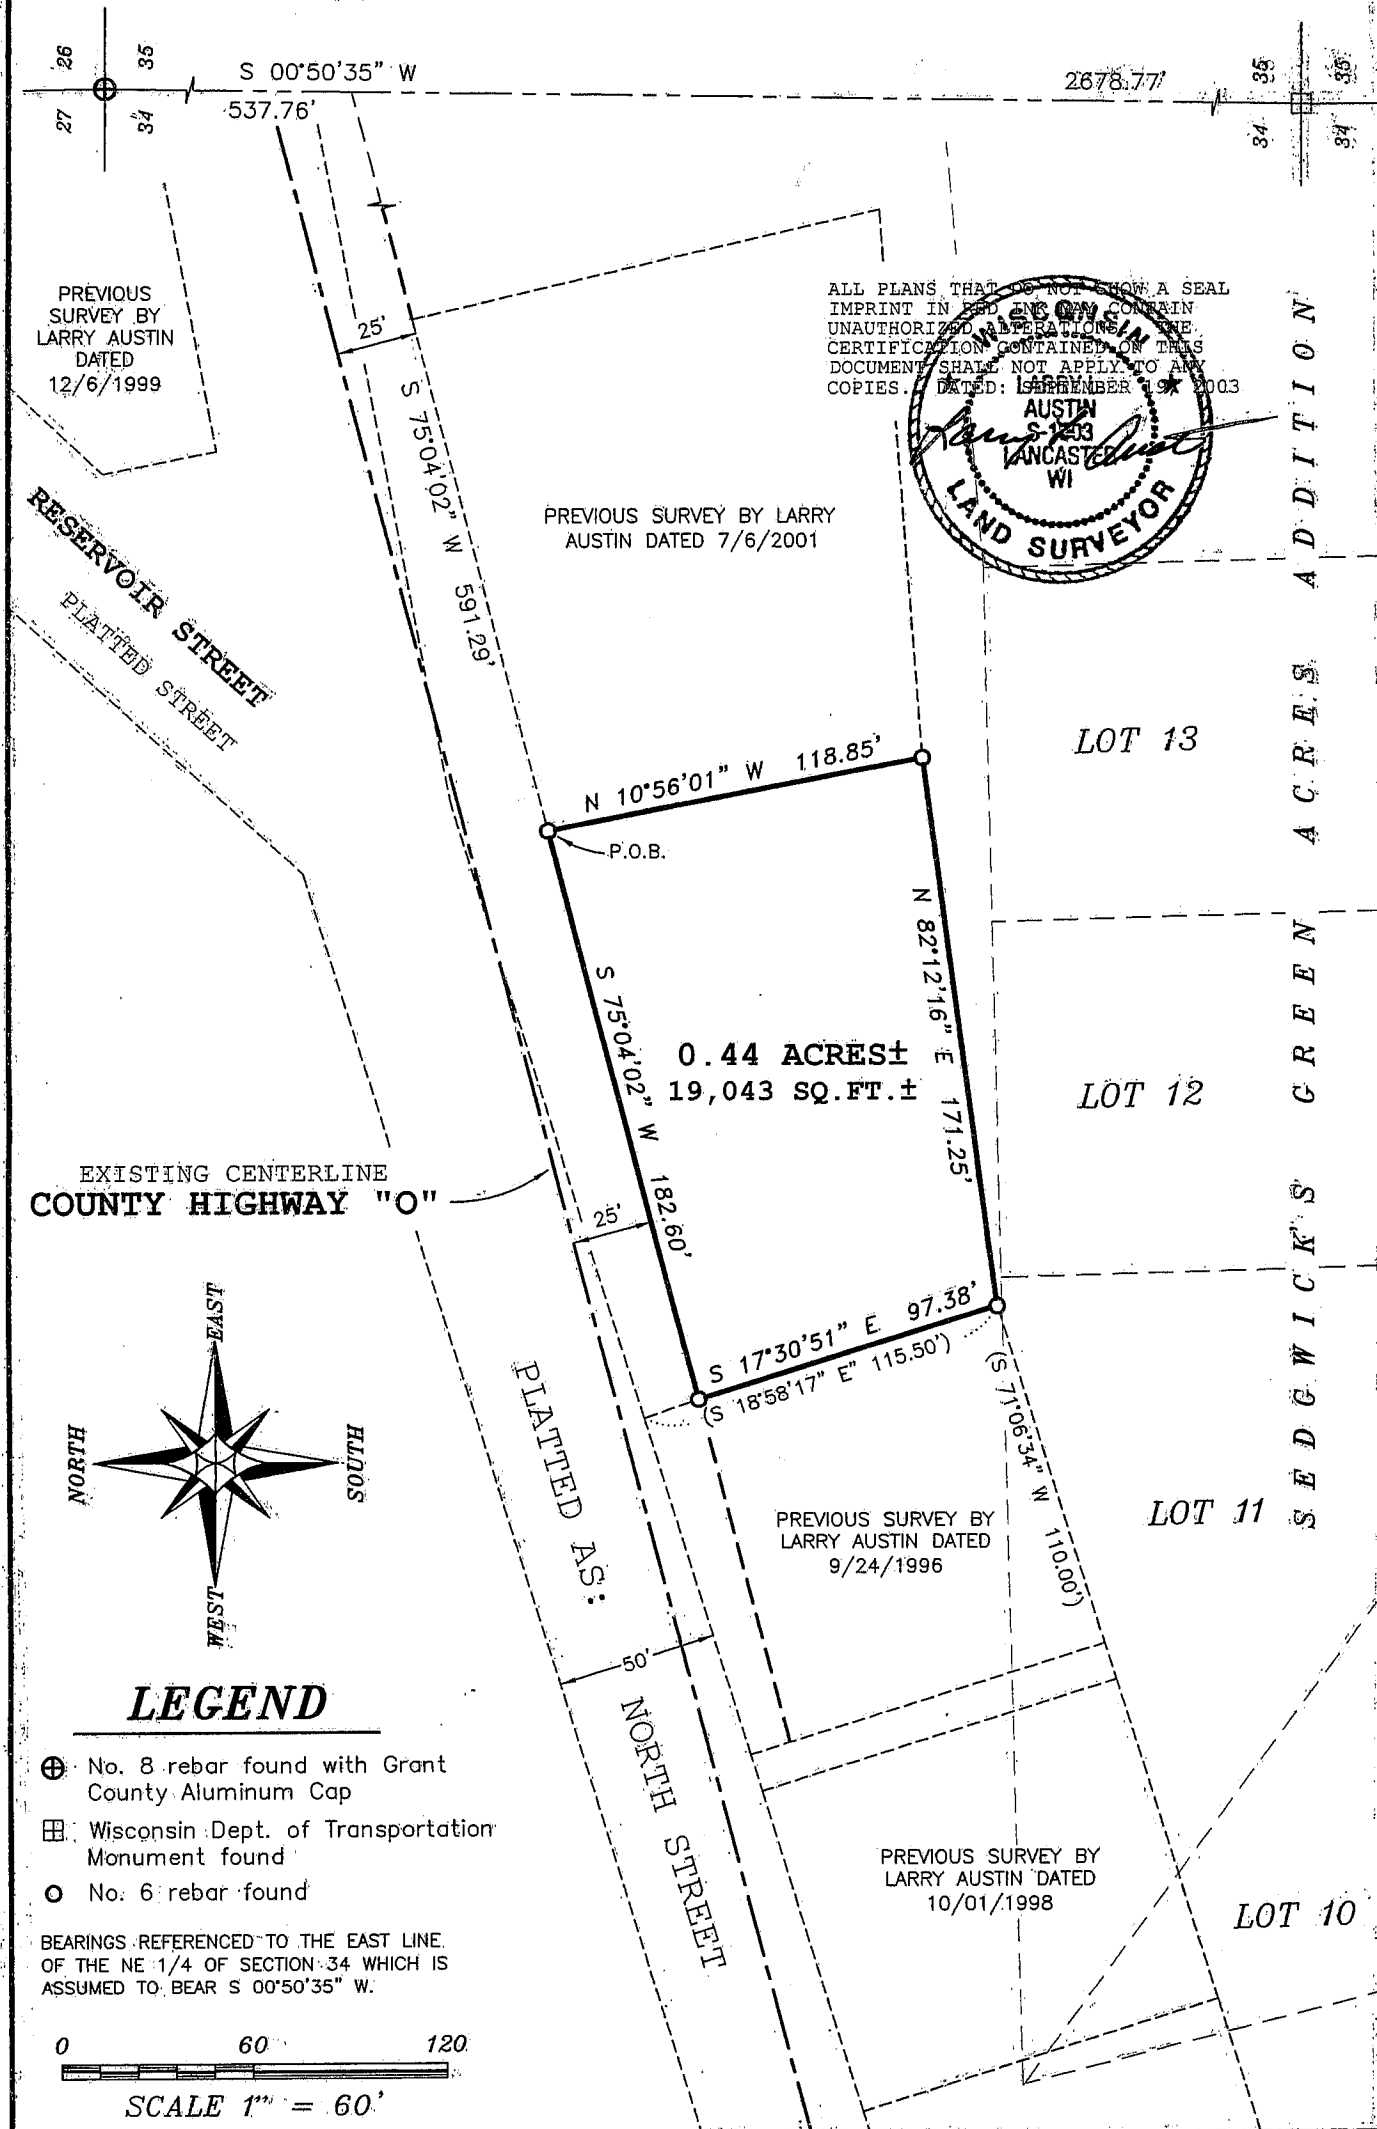 26
35
27
34
S 00°50'35" W
537.76'
2678.77'
35
35
34
34
PREVIOUS
SURVEY BY
LARRY AUSTIN
DATED
12/6/1999
25'
S 75°04'02" W 591.29'
ALL PLANS THAT DO NOT SHOW A SEAL
IMPRINT IN RED INK MAY CONTAIN
UNAUTHORIZED ALTERATIONS. THE
CERTIFICATION CONTAINED ON THIS
DOCUMENT SHALL NOT APPLY TO ANY
COPIES. DATED: SEPTEMBER 19, 2003
WISCONSIN
LARRY L.
AUSTIN
S-1203
LANCASTER
WI
LAND SURVEYOR
PREVIOUS SURVEY BY LARRY
AUSTIN DATED 7/6/2001
RESERVOIR STREET
PLATTED STREET
SEDGWICK'S GREEN ACRES ADDITION
LOT 13
N 10°56'01" W 118.85'
P.O.B.
N 82°12'16" E 171.25'
S 75°04'02" W 182.60'
0.44 ACRES±
19,043 SQ.FT.±
LOT 12
EXISTING CENTERLINE
COUNTY HIGHWAY "O"
25'
S 17°30'51" E 97.38'
(S 18°58'17" E" 115.50')
(S 71°06'34" W 110.00')
EAST
NORTH
SOUTH
WEST
PLATTED AS:
NORTH STREET
50'
PREVIOUS SURVEY BY
LARRY AUSTIN DATED
9/24/1996
LOT 11
LEGEND
No. 8 rebar found with Grant
County Aluminum Cap
Wisconsin Dept. of Transportation
Monument found
No. 6 rebar found
PREVIOUS SURVEY BY
LARRY AUSTIN DATED
10/01/1998
LOT 10
BEARINGS REFERENCED TO THE EAST LINE
OF THE NE 1/4 OF SECTION 34 WHICH IS
ASSUMED TO BEAR S 00°50'35" W.
0 60 120
SCALE 1" = 60'